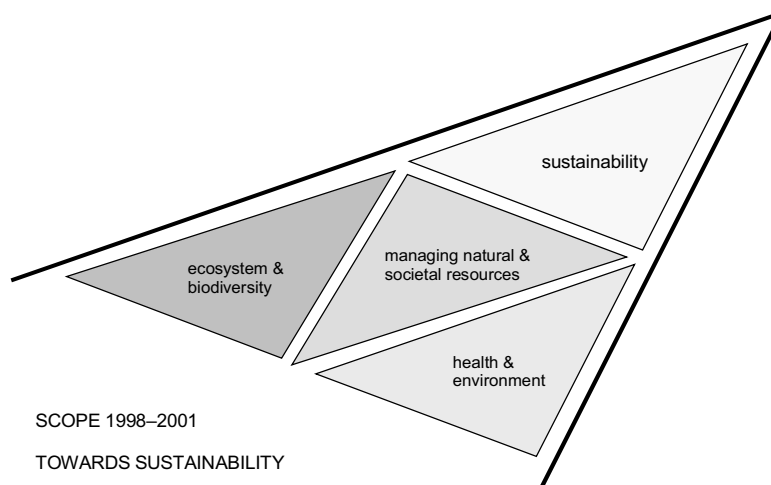 sustainability
managing natural &
societal resources
ecosystem &
biodiversity
health &
environment
SCOPE 1998–2001
TOWARDS SUSTAINABILITY